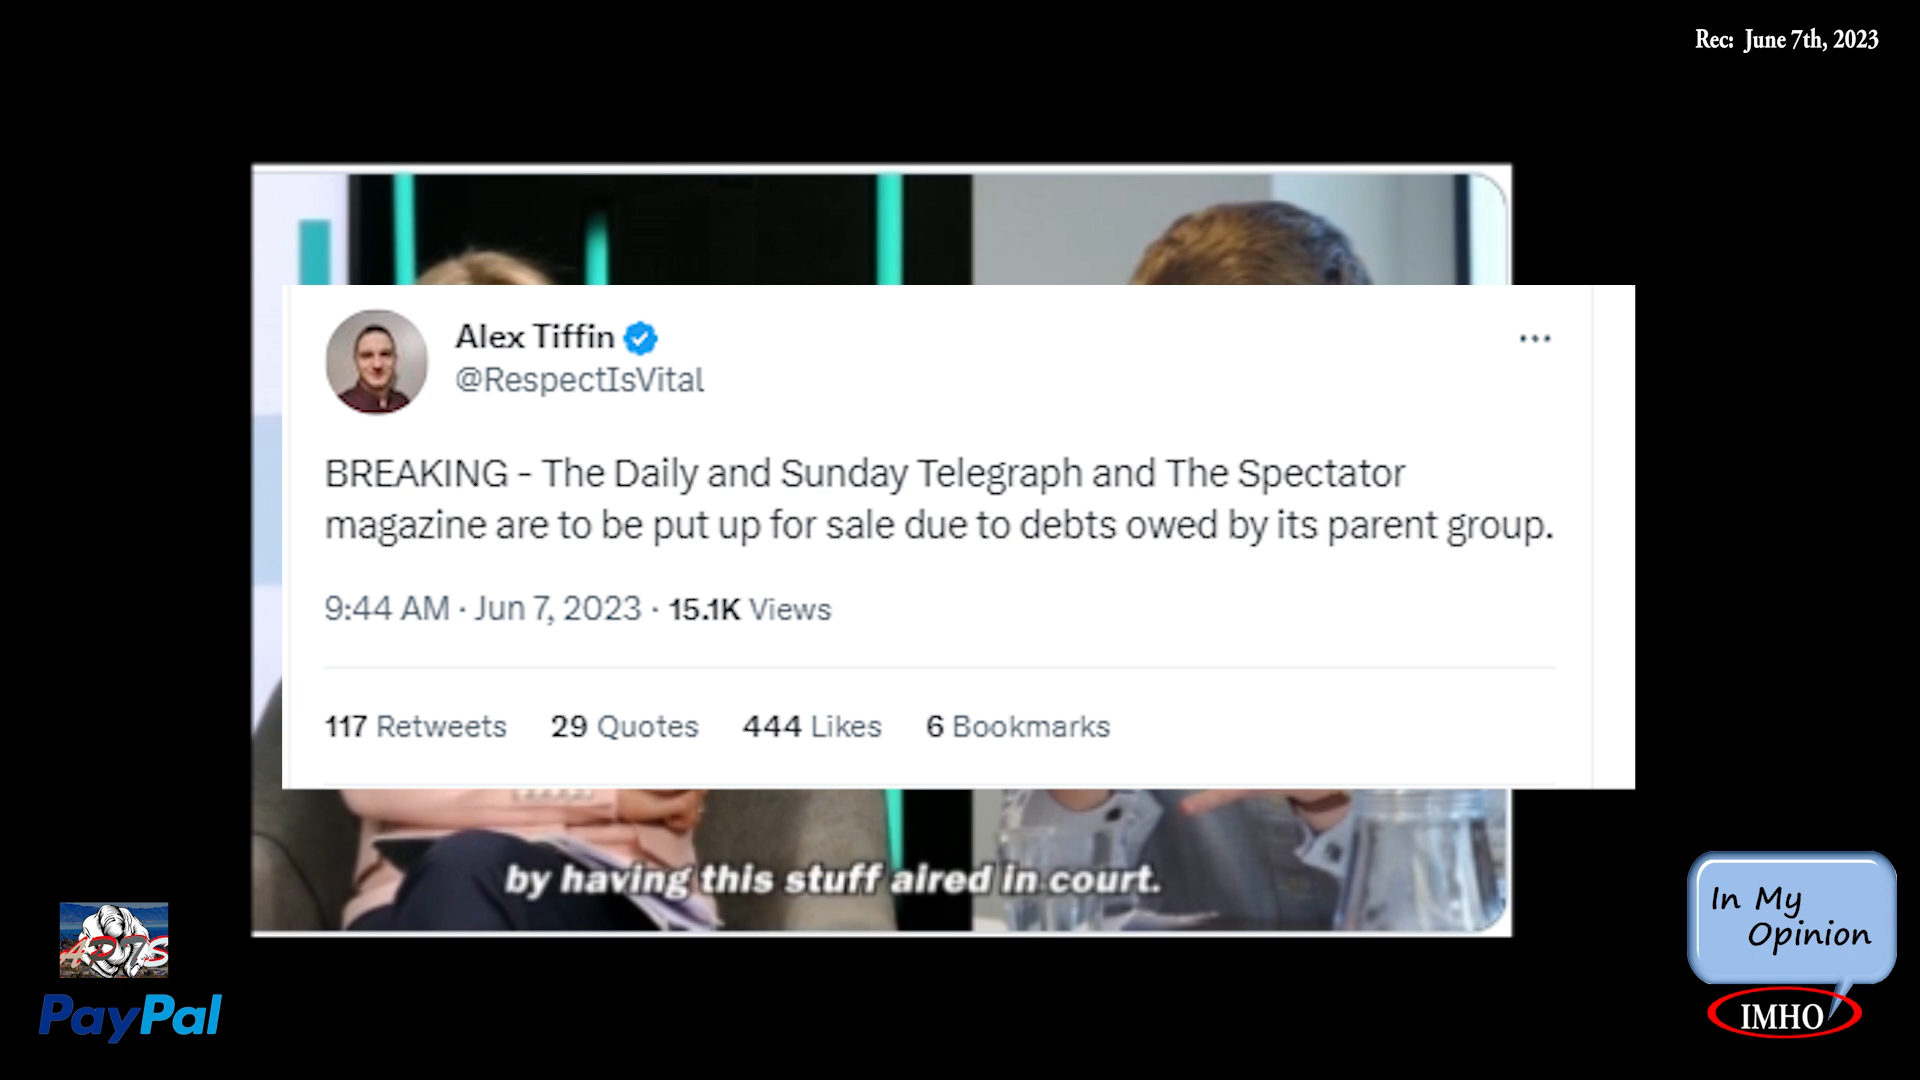 Rec: June 7th, 2023
Alex Tiffin
@RespectIsVital
BREAKING - The Daily and Sunday Telegraph and The Spectator
magazine are to be put up for sale due to debts owed by its parent group.
9:44 AM · Jun 7, 2023 · 15.1K Views
117 Retweets 29 Quotes 444 Likes 6 Bookmarks
by having this stuff aired in court.
In My
Opinion
IMHO
PayPal